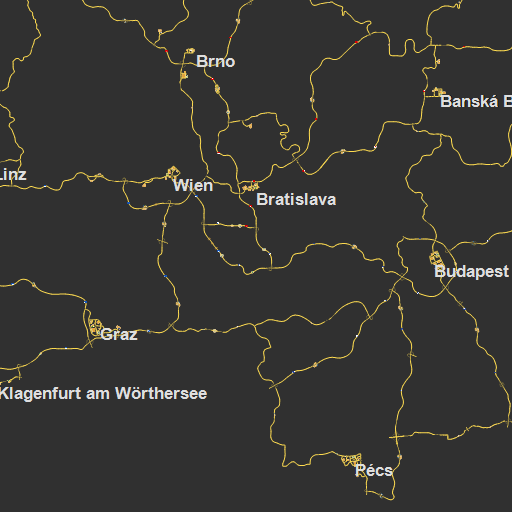 Brno
Banská B
Linz
Wien
Bratislava
Budapest
Graz
Klagenfurt am Wörthersee
Pécs